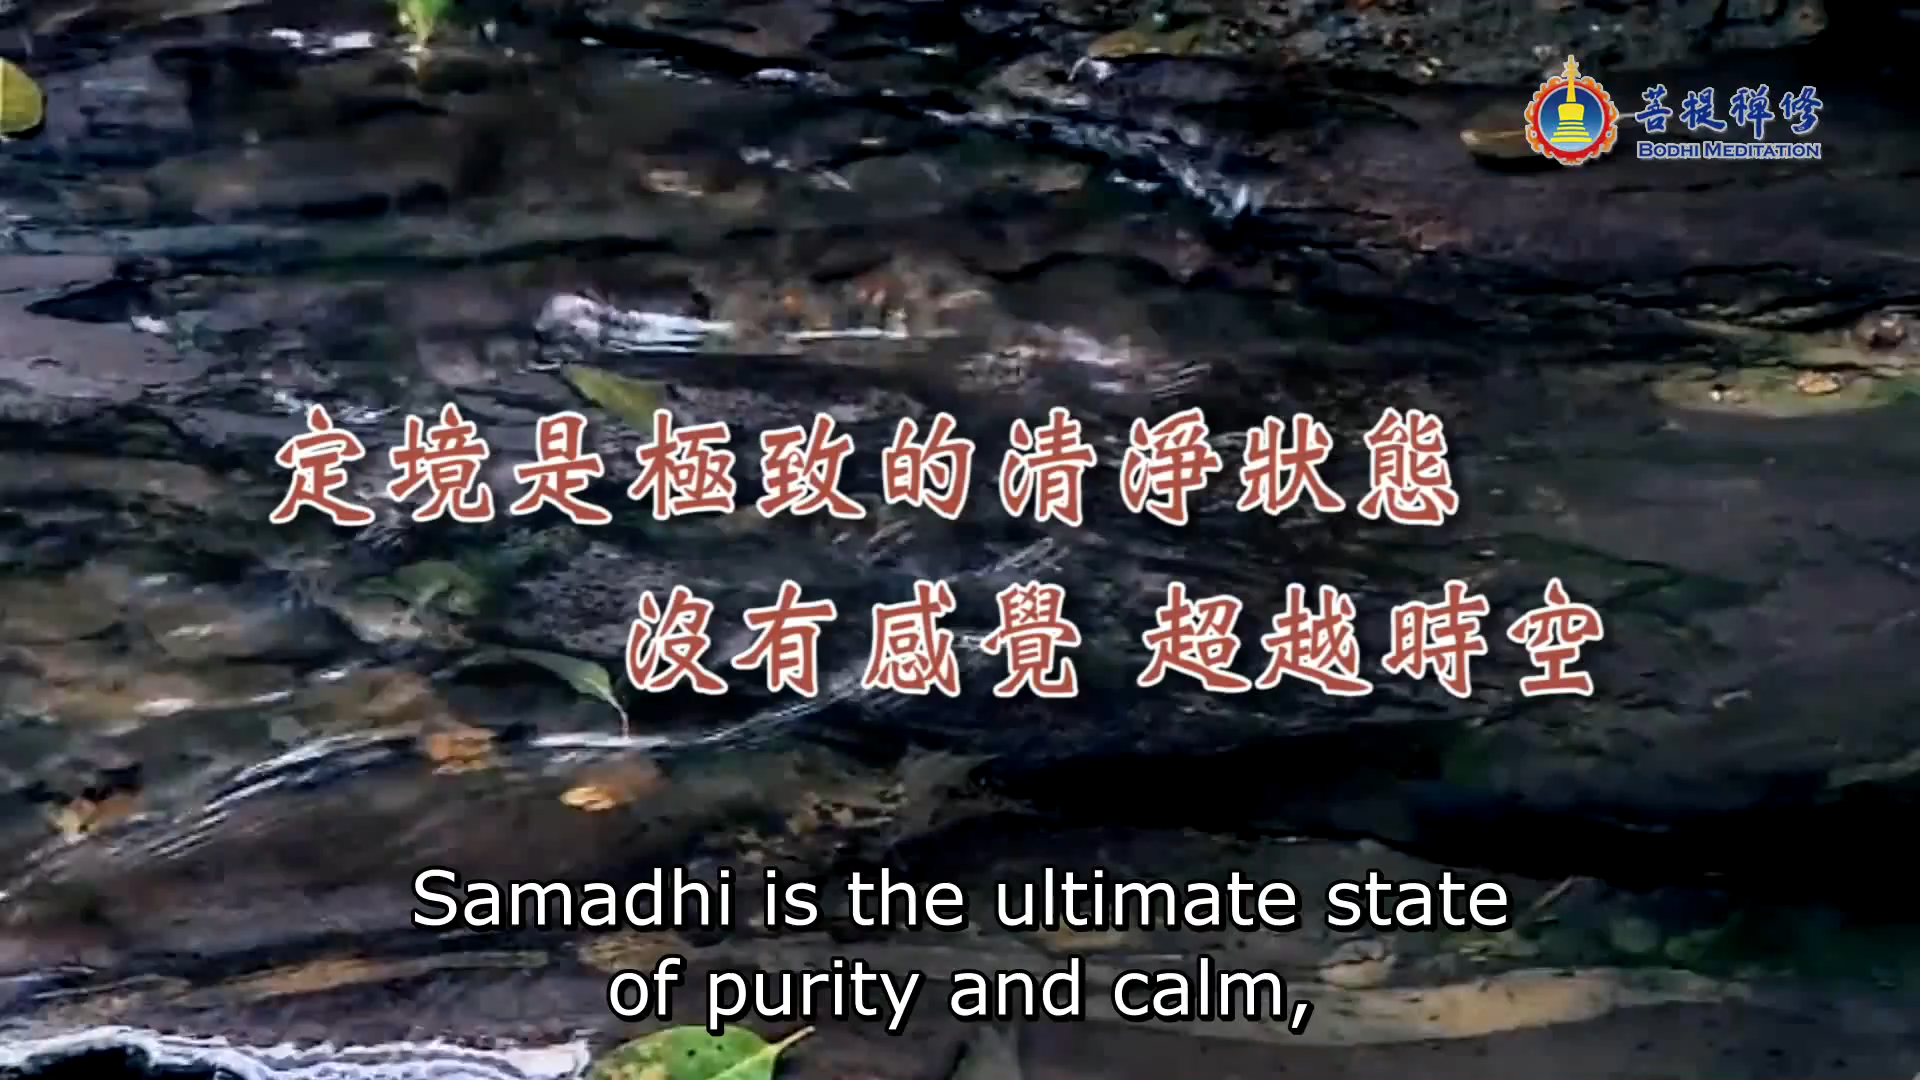 菩提禪修
BODHI MEDITATION
定境是極致的清淨狀態
沒有感覺 超越時空
Samadhi is the ultimate state
of purity and calm,